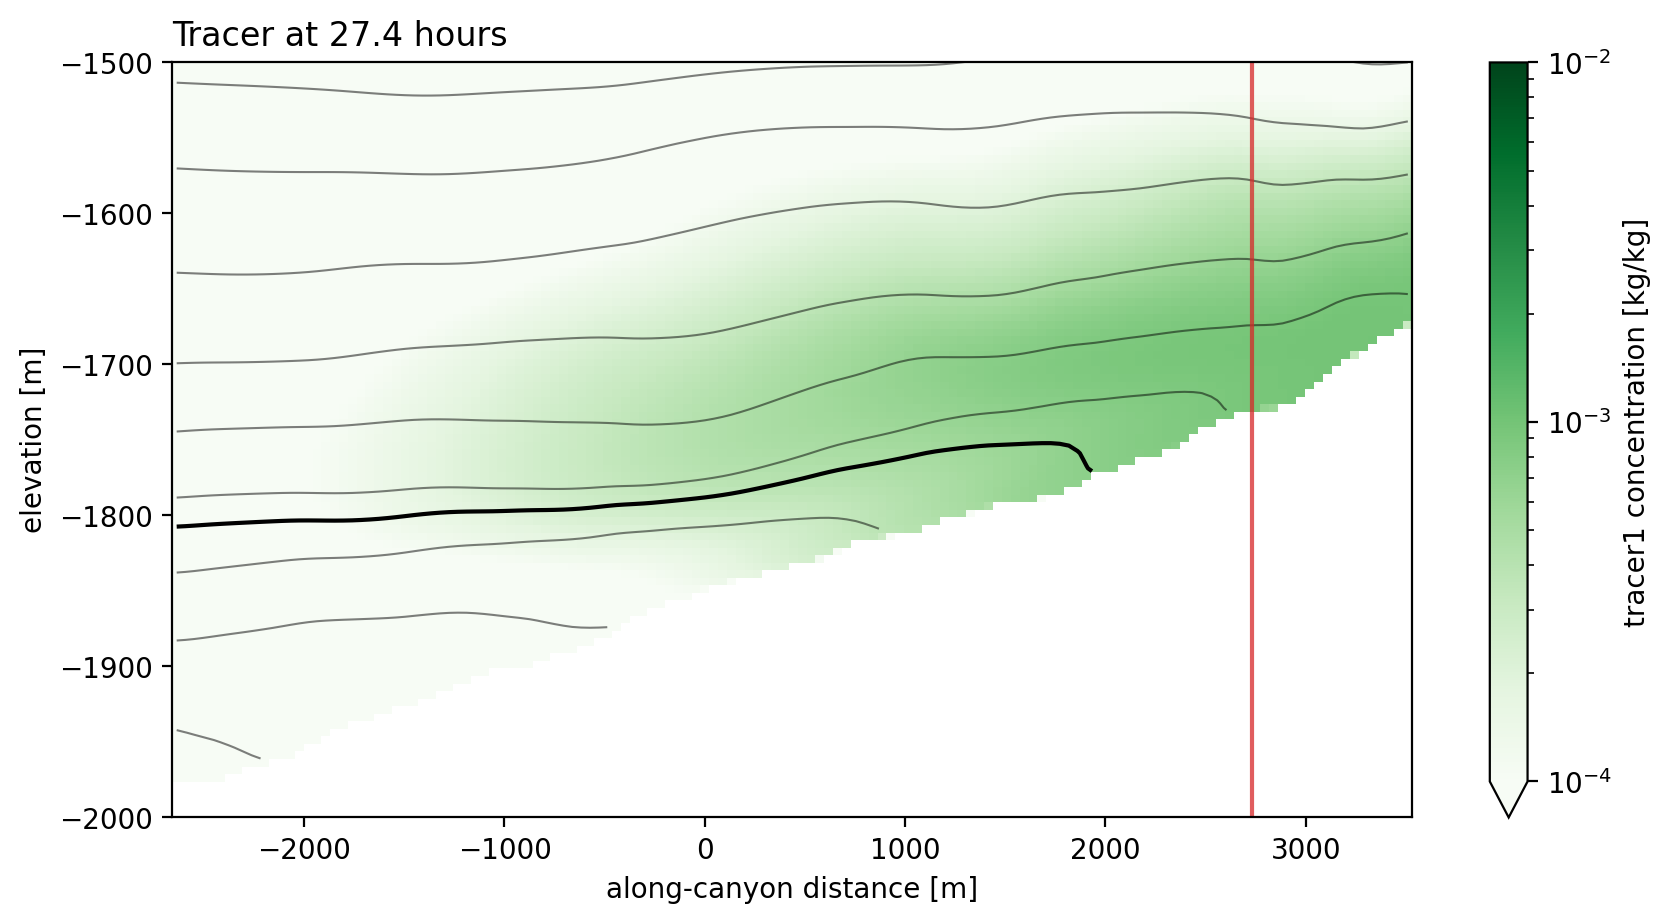 Tracer at 27.4 hours
elevation [m]
−1500
−1600
−1700
−1800
−1900
−2000
−2000 −1000 0 1000 2000 3000
along-canyon distance [m]
10⁻²
10⁻³
10⁻⁴
tracer1 concentration [kg/kg]